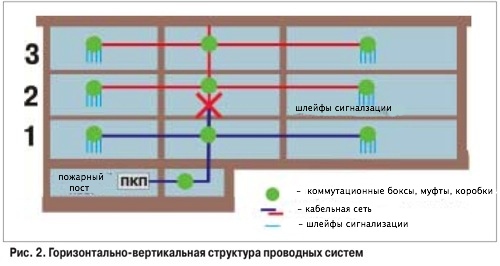 3
2
шлейфы сигналзации
1
пожарный
пост
ПКП
- коммутационные боксы, муфты, коробки
- кабельная сеть
- шлейфы сигнализации
Рис. 2. Горизонтально-вертикальная структура проводных систем